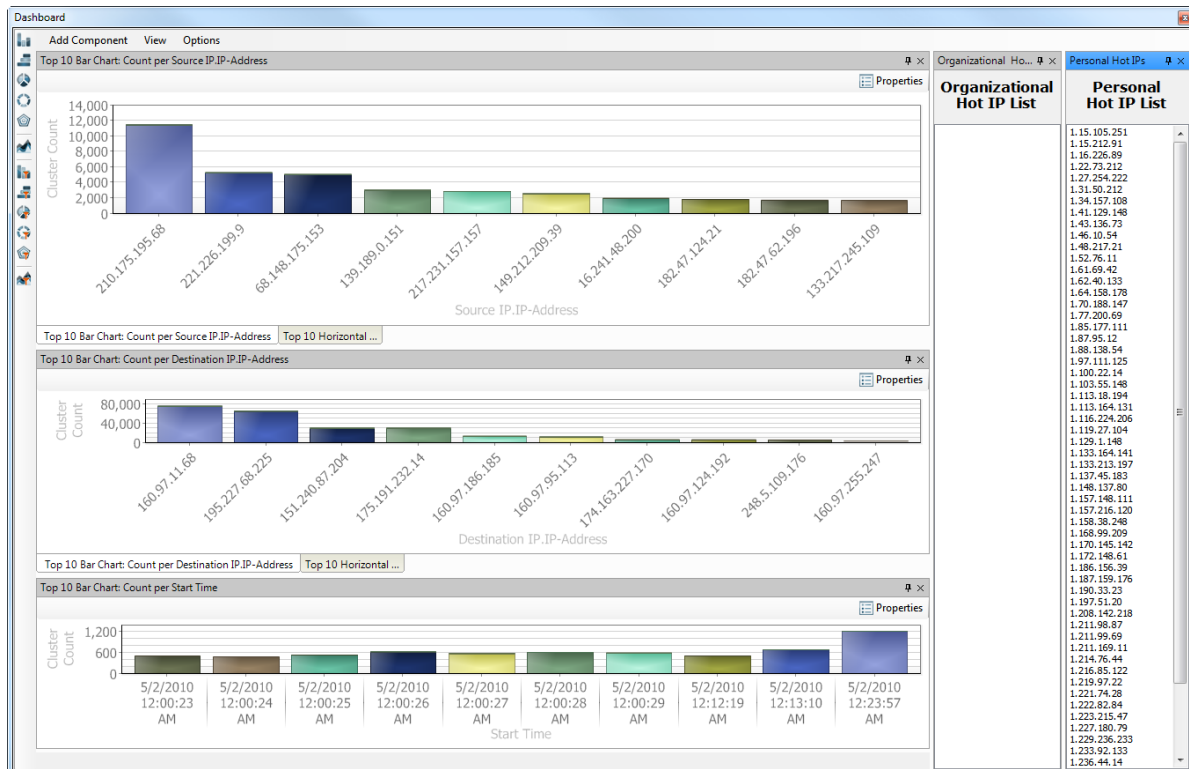 Dashboard
Add Component View Options
Top 10 Bar Chart: Count per Source IP.IP-Address
Properties
Cluster Count
14,000
12,000
10,000
8,000
6,000
4,000
2,000
0
210.175.195.68
221.226.199.9
68.148.175.153
139.189.0.151
217.231.157.157
149.212.209.39
16.241.48.200
182.47.124.21
182.47.62.196
133.217.245.109
Source IP.IP-Address
Top 10 Bar Chart: Count per Source IP.IP-Address
Top 10 Horizontal ...
Top 10 Bar Chart: Count per Destination IP.IP-Address
Properties
Cluster
Count
80,000
40,000
0
160.97.11.68
195.227.68.225
151.240.87.204
175.191.232.14
160.97.186.185
160.97.95.113
174.163.227.170
160.97.124.192
248.5.109.176
160.97.255.247
Destination IP.IP-Address
Top 10 Bar Chart: Count per Destination IP.IP-Address
Top 10 Horizontal ...
Top 10 Bar Chart: Count per Start Time
Properties
Cluster
Count
1,200
600
0
5/2/2010 12:00:23 AM
5/2/2010 12:00:24 AM
5/2/2010 12:00:25 AM
5/2/2010 12:00:26 AM
5/2/2010 12:00:27 AM
5/2/2010 12:00:28 AM
5/2/2010 12:00:29 AM
5/2/2010 12:12:19 AM
5/2/2010 12:13:10 AM
5/2/2010 12:23:57 AM
Start Time
Organizational Ho...
Organizational
Hot IP List
Personal Hot IPs
Personal
Hot IP List
1.15.105.251
1.15.212.91
1.16.226.89
1.22.73.212
1.27.254.222
1.31.50.212
1.34.157.108
1.41.129.148
1.43.136.73
1.46.10.54
1.48.217.21
1.52.76.11
1.61.69.42
1.62.40.133
1.64.158.178
1.70.188.147
1.77.200.69
1.85.177.111
1.87.95.12
1.88.138.54
1.97.111.125
1.100.22.14
1.103.55.148
1.113.18.194
1.113.164.131
1.116.224.206
1.119.27.104
1.129.1.148
1.133.164.141
1.133.213.197
1.137.45.183
1.148.137.80
1.157.148.111
1.157.216.120
1.158.38.248
1.168.99.209
1.170.145.142
1.172.148.61
1.186.156.39
1.187.159.176
1.190.33.23
1.197.51.20
1.208.142.218
1.211.98.87
1.211.99.69
1.211.169.11
1.214.76.44
1.216.85.122
1.219.97.22
1.221.74.28
1.222.82.84
1.223.215.47
1.227.180.79
1.229.236.233
1.233.92.133
1.236.44.14